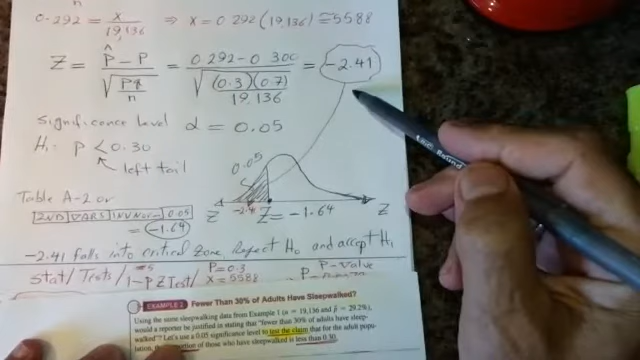 n
0.292 = x/19,136 ⇒ x = 0.292(19,136) ≅ 5588
Z = (p̂ - P)/√(Pq/n) = (0.292 - 0.300)/√((0.3)(0.7)/19.136) = -2.41
Significance level α = 0.05
H₁: P < 0.30
left tail
0.05
Table A-2 or
2ND VARS INVNorm 0.05
= -1.64
Z -2.41 Z = -1.64 Z
-2.41 falls into critical zone. Reject H₀ and accept H₁
Stat/Tests/ #5 1-PZTest/ P=0.3 X=5588 P-value
EXAMPLE 2 Fewer Than 30% of Adults Have Sleepwalked?
Using the same sleepwalking data from Example 1 (n = 19,136 and p̂ = 29.2%),
would a reporter be justified in stating that "fewer than 30% of adults have sleep-
walked"? Let's use a 0.05 significance level to test the claim that for the adult popu-
lation, the proportion of those who have sleepwalked is less than 0.30.